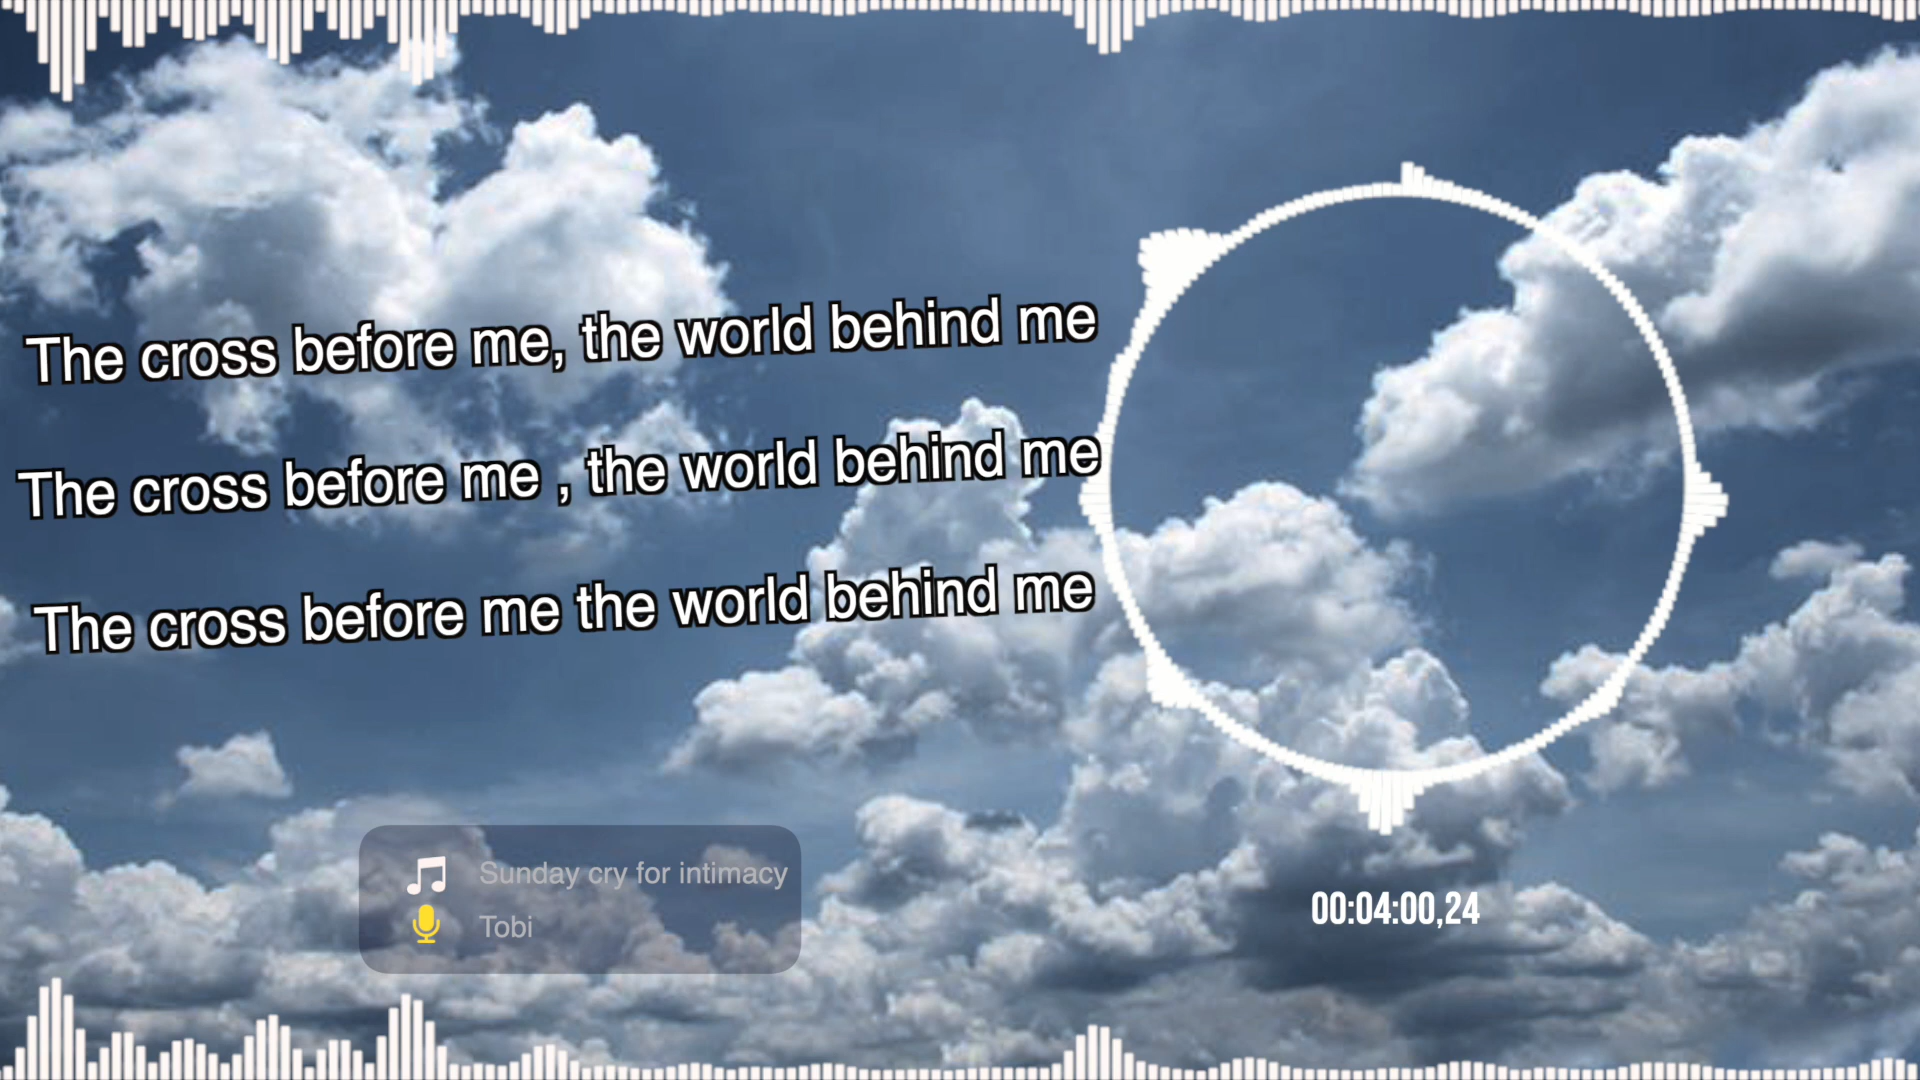 The cross before me, the world behind me
The cross before me , the world behind me
The cross before me the world behind me
Sunday cry for intimacy
Tobi
00:04:00,24